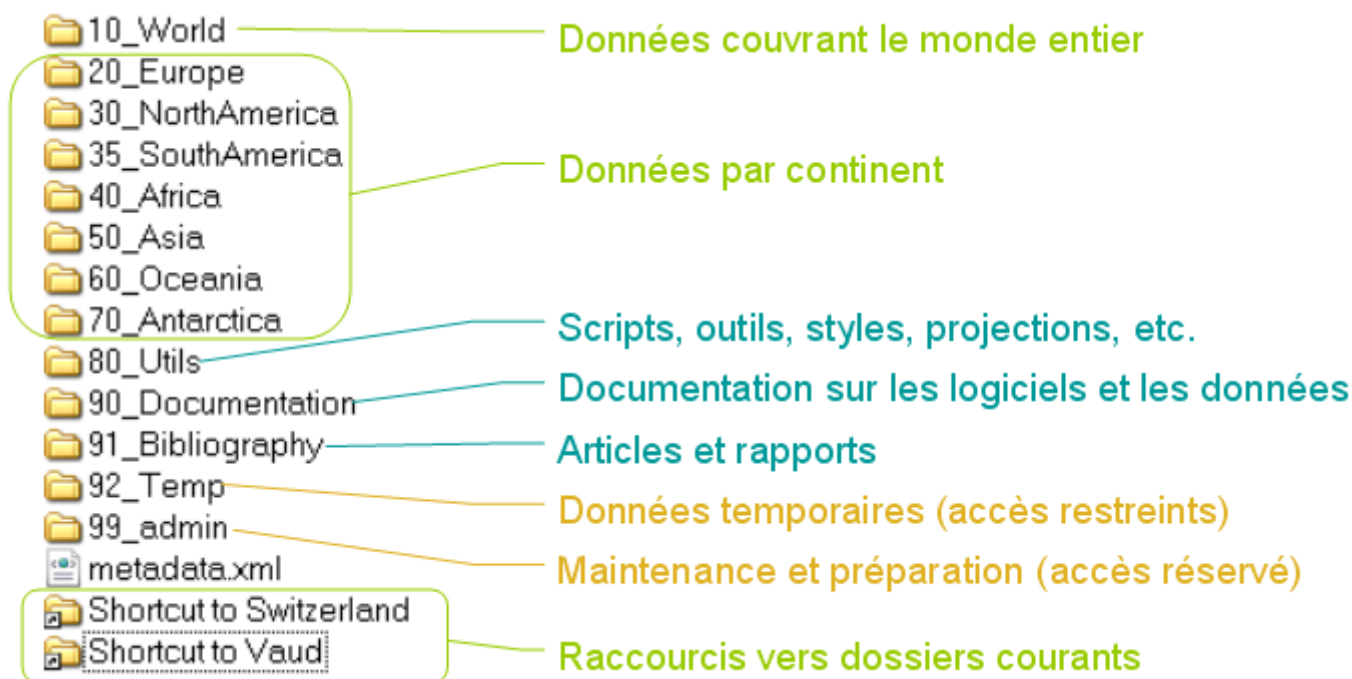 10_World
Données couvrant le monde entier
20_Europe
30_NorthAmerica
35_SouthAmerica
Données par continent
40_Africa
50_Asia
60_Oceania
70_Antarctica
Scripts, outils, styles, projections, etc.
80_Utils
90_Documentation
Documentation sur les logiciels et les données
91_Bibliography
Articles et rapports
92_Temp
Données temporaires (accès restreints)
99_admin
metadata.xml
Maintenance et préparation (accès réservé)
Shortcut to Switzerland
Shortcut to Vaud
Raccourcis vers dossiers courants